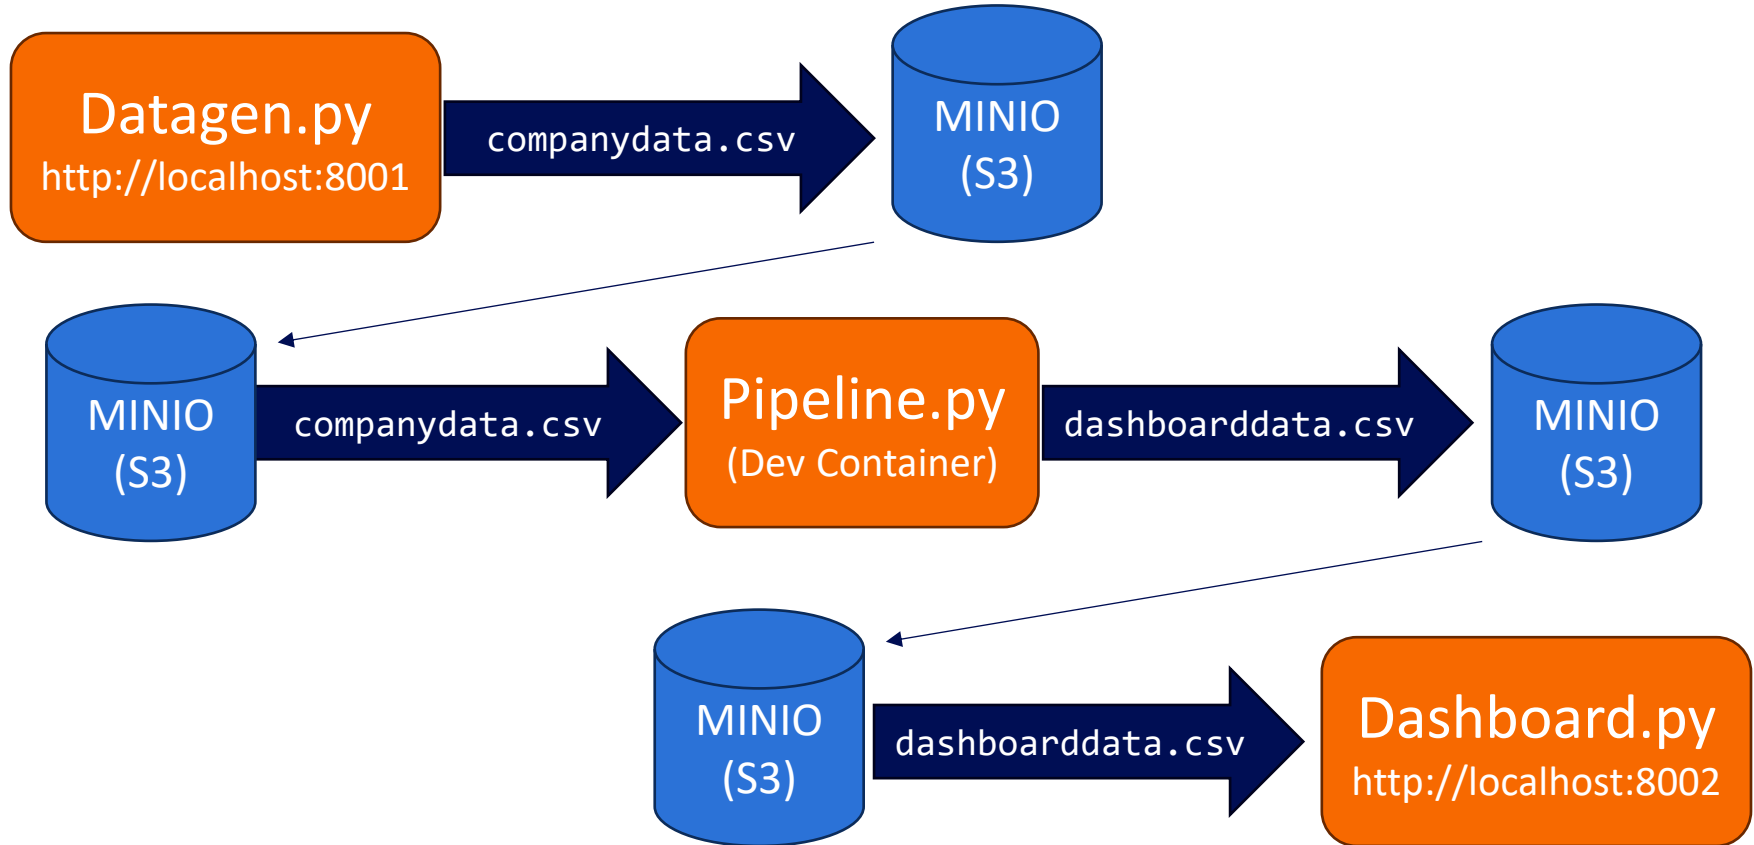 Datagen.py
http://localhost:8001
companydata.csv
MINIO
(S3)
MINIO
(S3)
companydata.csv
Pipeline.py
(Dev Container)
dashboarddata.csv
MINIO
(S3)
MINIO
(S3)
dashboarddata.csv
Dashboard.py
http://localhost:8002